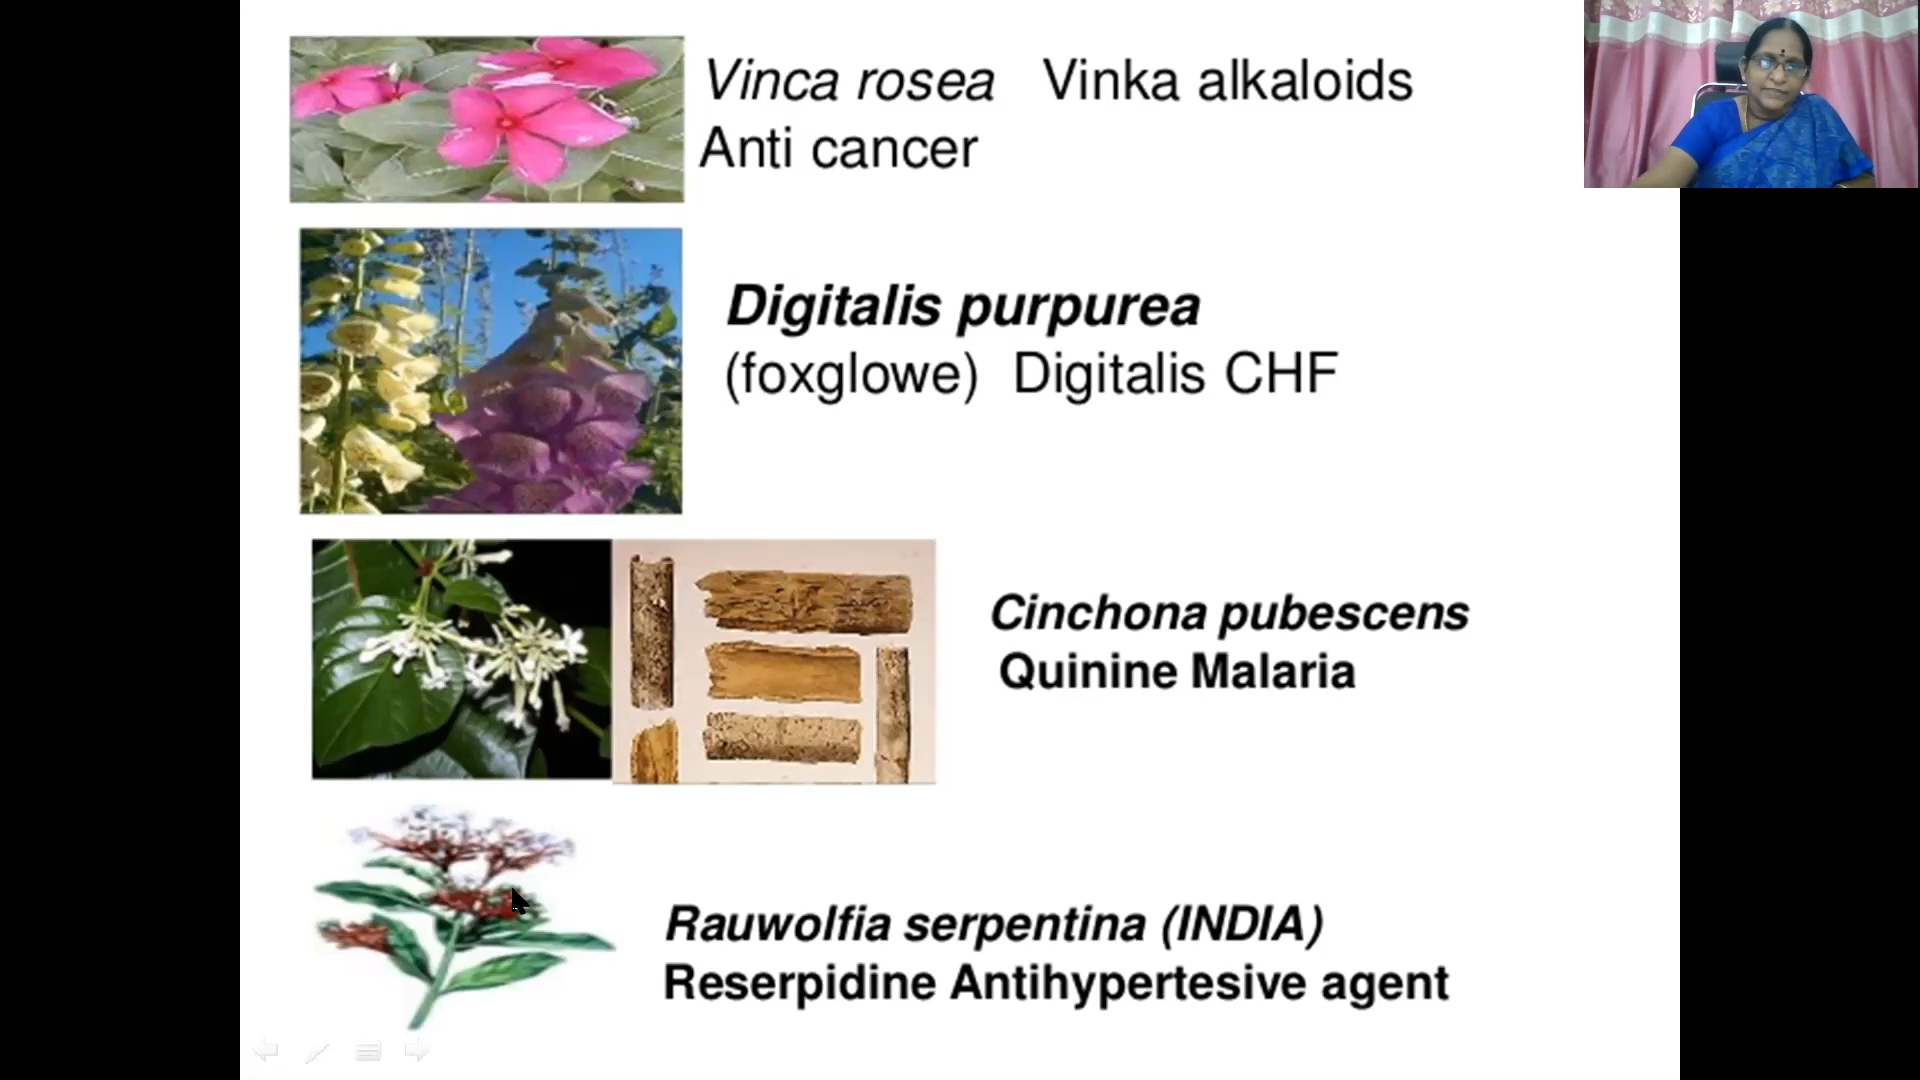 Vinca rosea Vinka alkaloids
Anti cancer
Digitalis purpurea
(foxglowe) Digitalis CHF
Cinchona pubescens
Quinine Malaria
Rauwolfia serpentina (INDIA)
Reserpidine Antihypertesive agent